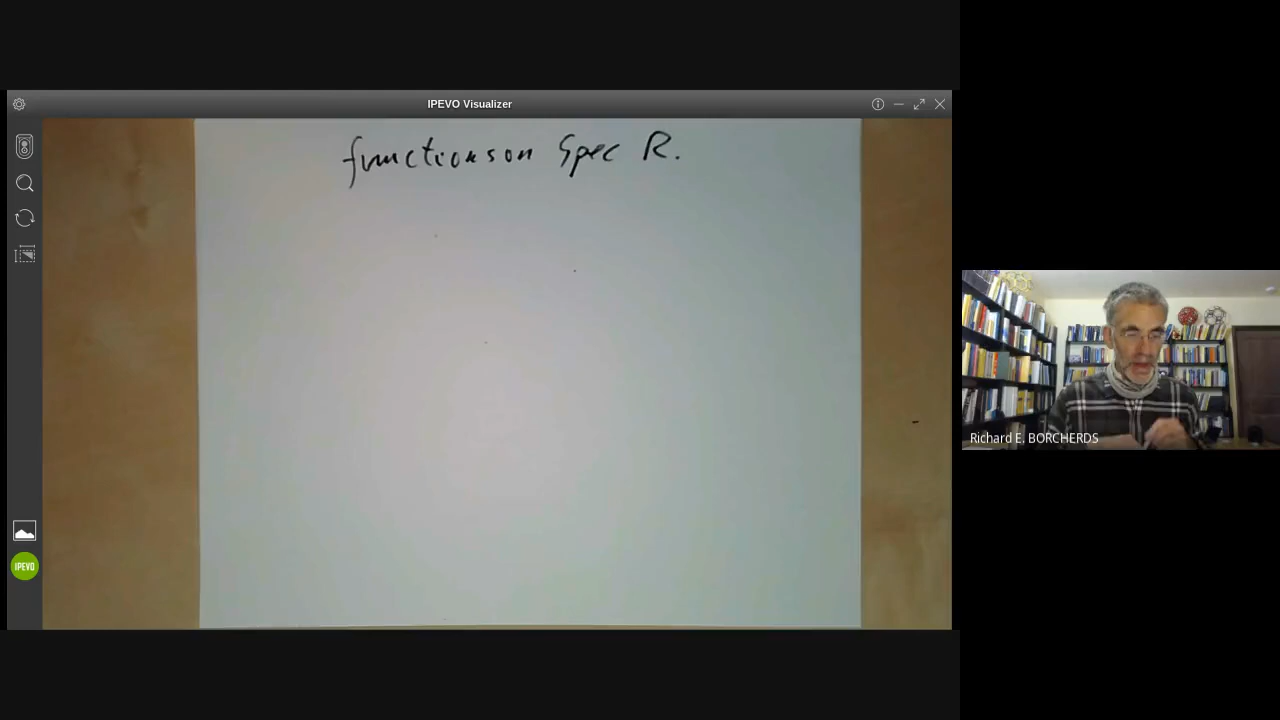 IPEVO Visualizer
functions on Spec R.
IPEVO
Richard E. BORCHERDS